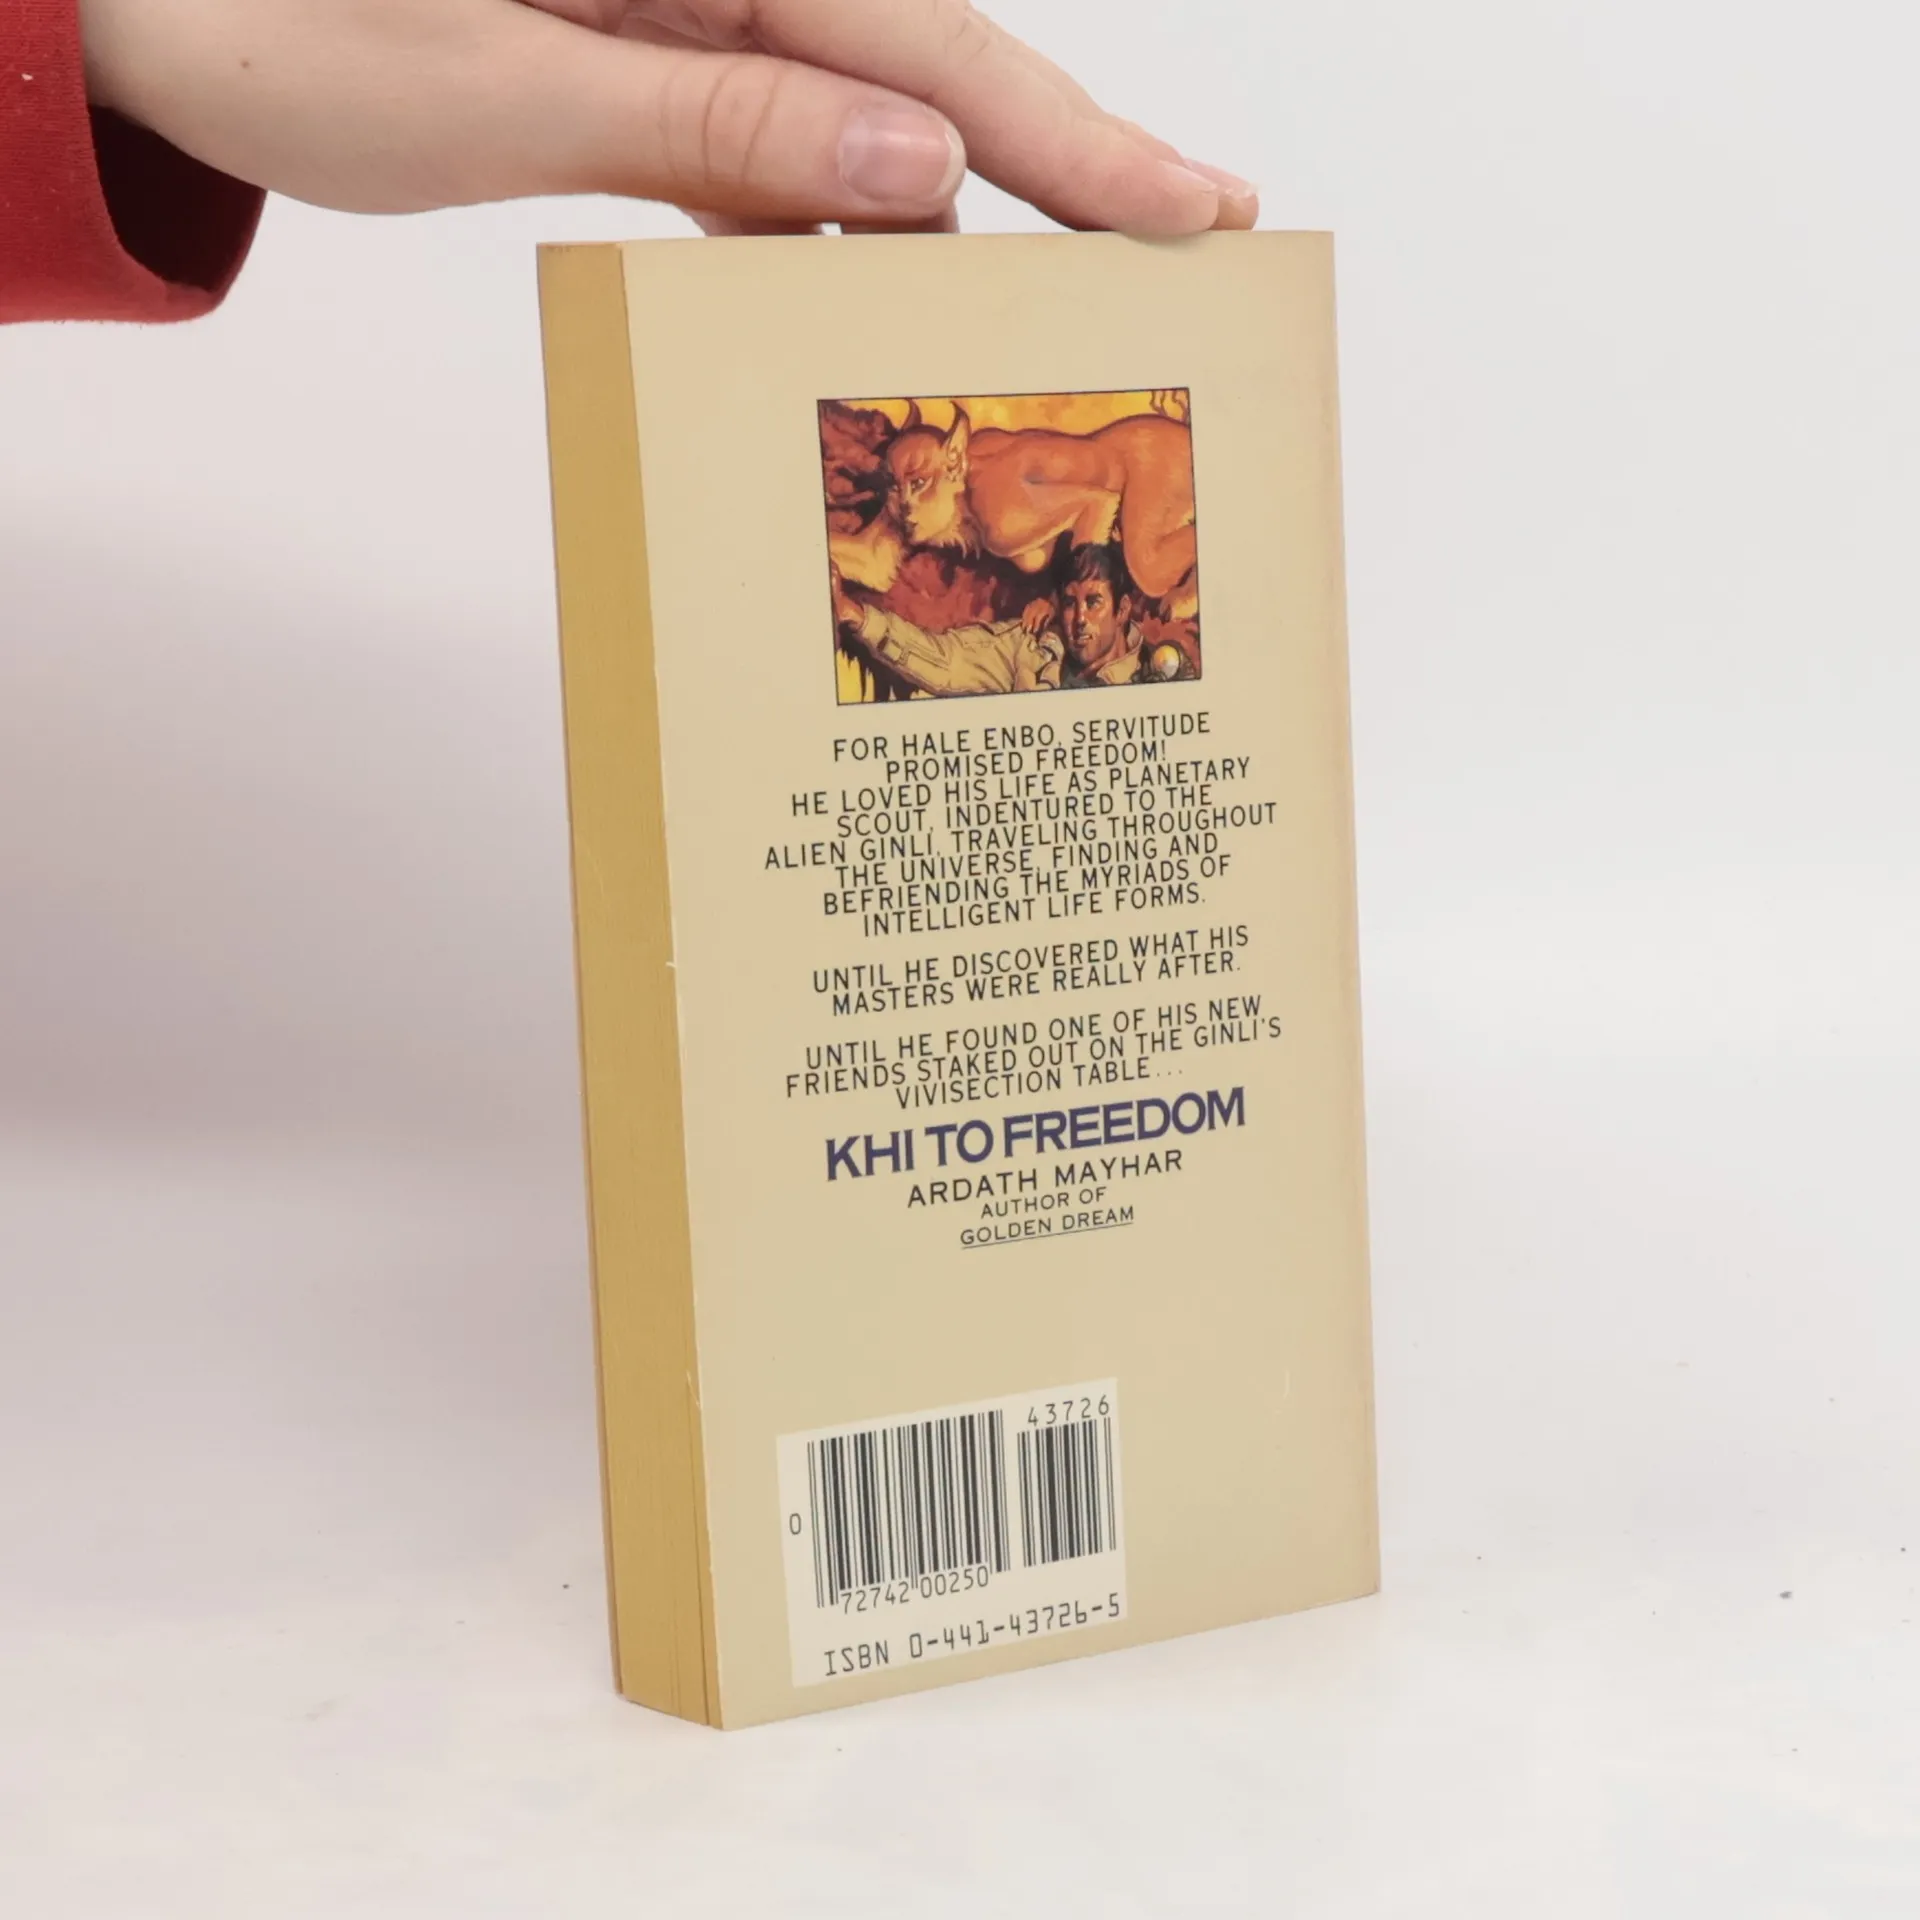 FOR HALE ENBO, SERVITUDE
PROMISED FREEDOM!
HE LOVED HIS LIFE AS PLANETARY
SCOUT, INDENTURED TO THE
ALIEN GINLI, TRAVELING THROUGHOUT
THE UNIVERSE, FINDING AND
BEFRIENDING THE MYRIADS OF
INTELLIGENT LIFE FORMS.
UNTIL HE DISCOVERED WHAT HIS
MASTERS WERE REALLY AFTER.
UNTIL HE FOUND ONE OF HIS NEW
FRIENDS STAKED OUT ON THE GINLI'S
VIVISECTION TABLE...
KHI TO FREEDOM
ARDATH MAYHAR
AUTHOR OF
GOLDEN DREAM
43726
0
72742 00250
ISBN 0-441-43726-5